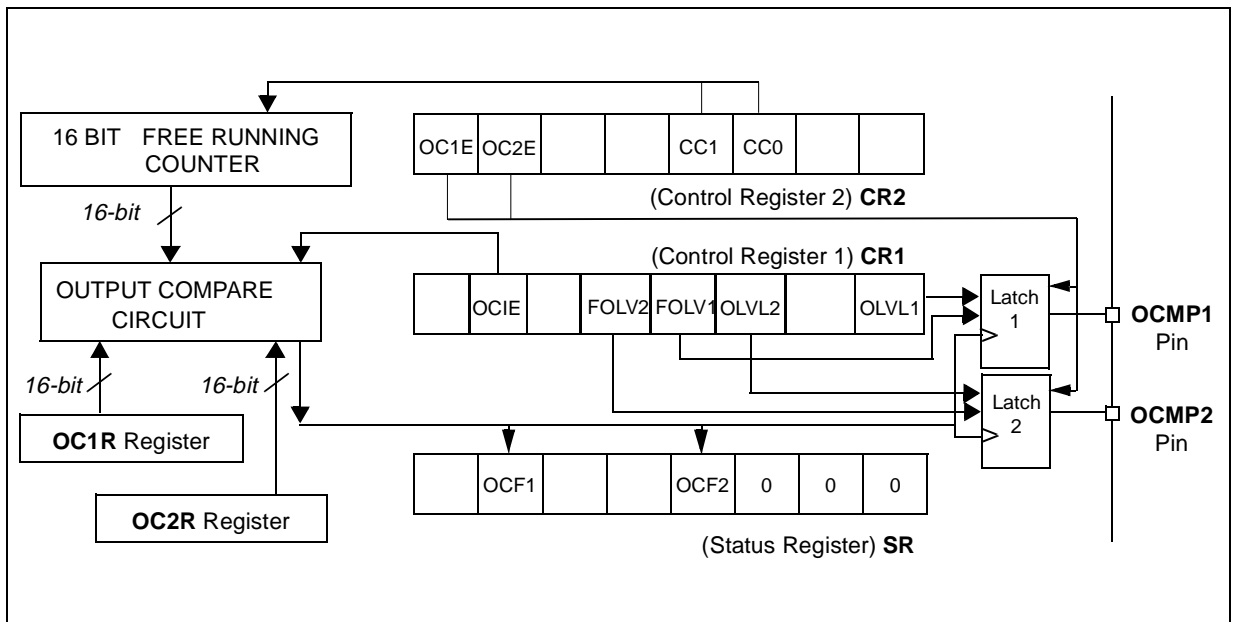 16 BIT FREE RUNNING
COUNTER
16-bit
OC1E OC2E CC1 CC0
(Control Register 2) CR2
(Control Register 1) CR1
OUTPUT COMPARE
CIRCUIT
OCIE FOLV2 FOLV1 OLVL2 OLVL1
Latch
1
OCMP1
Pin
16-bit
16-bit
Latch
2
OCMP2
Pin
OC1R Register
OCF1 OCF2 0 0 0
OC2R Register
(Status Register) SR